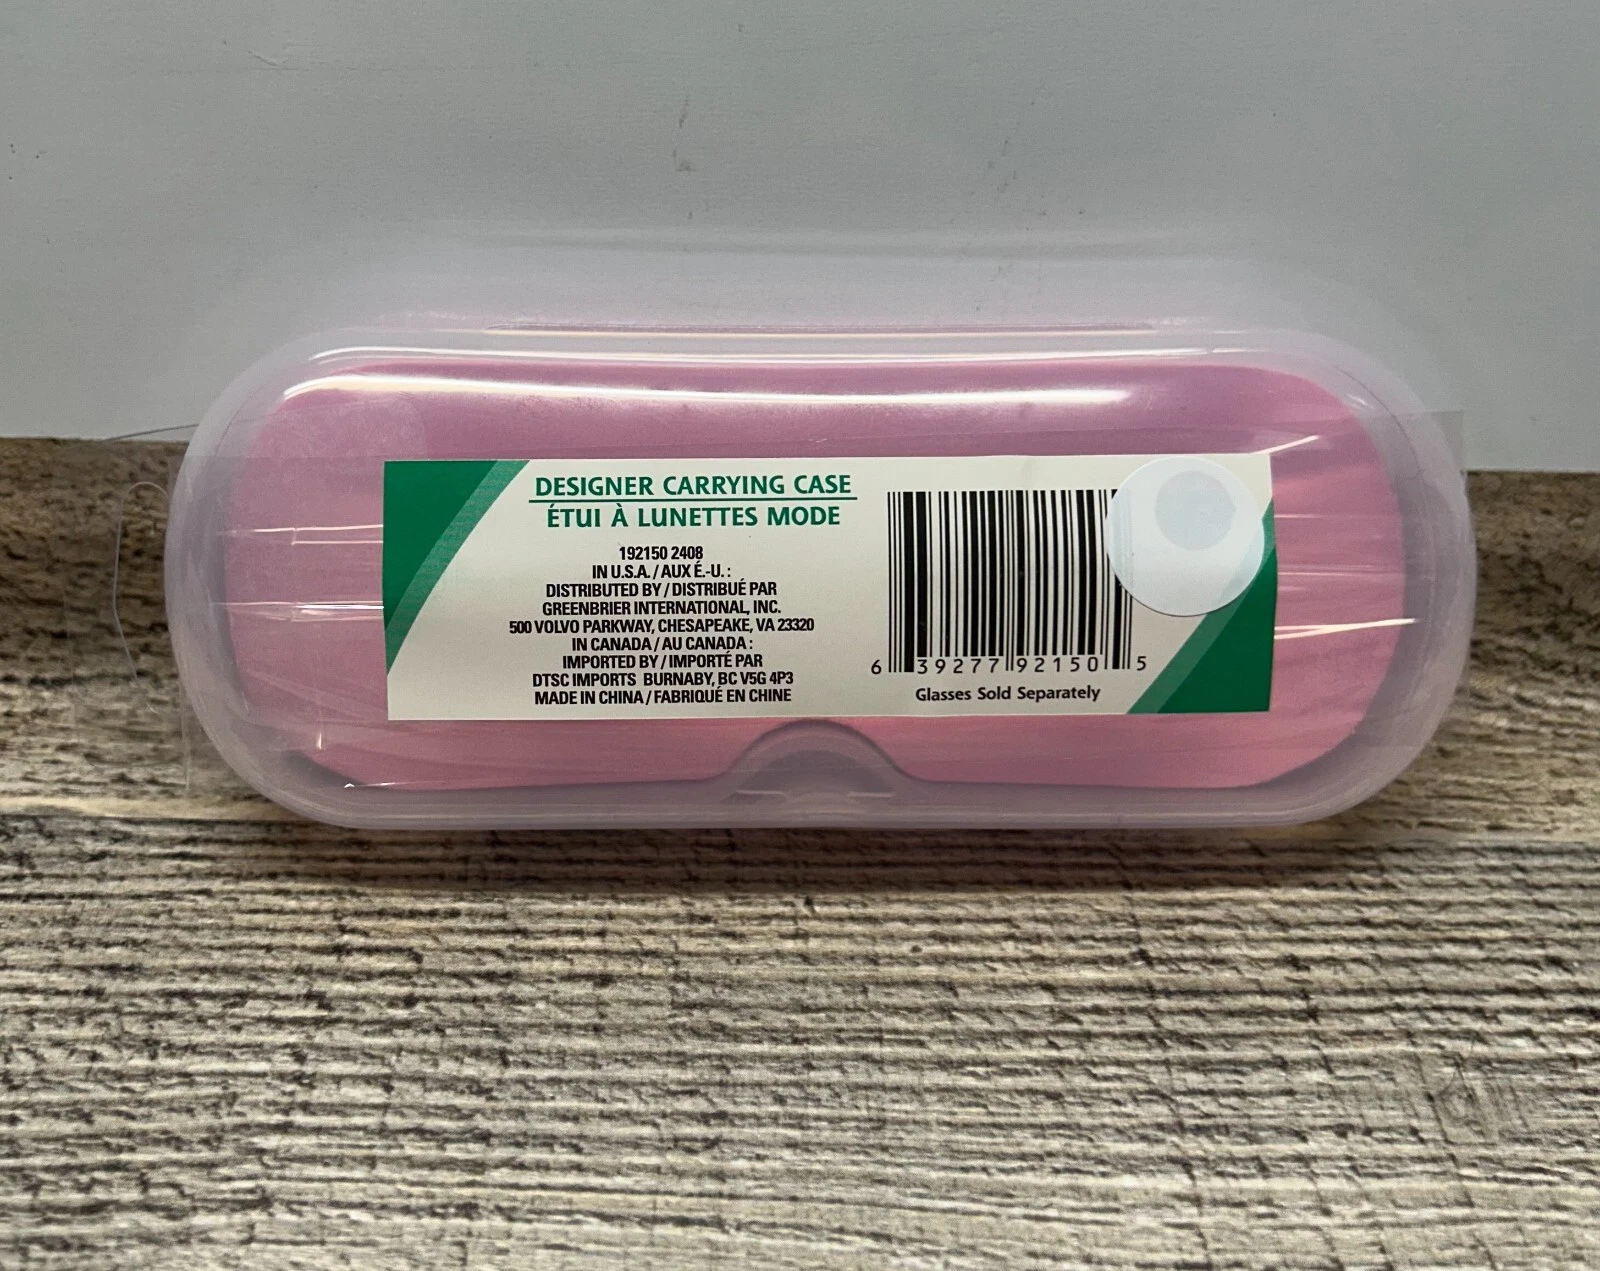 DESIGNER CARRYING CASE
ÉTUI À LUNETTES MODE
192150 2408
IN U.S.A. / AUX É.-U. :
DISTRIBUTED BY / DISTRIBUÉ PAR
GREENBRIER INTERNATIONAL, INC.
500 VOLVO PARKWAY, CHESAPEAKE, VA 23320
IN CANADA / AU CANADA :
IMPORTED BY / IMPORTÉ PAR
DTSC IMPORTS BURNABY, BC V5G 4P3
MADE IN CHINA / FABRIQUÉ EN CHINE
6 39277 92150 5
Glasses Sold Separately